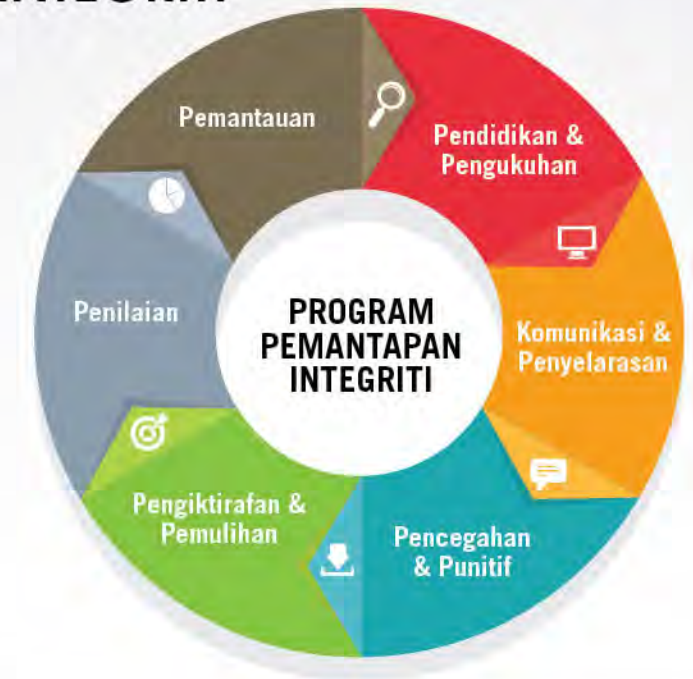 Pemantauan
Pendidikan &
Pengukuhan
Komunikasi &
Penyelarasan
Pencegahan
& Punitif
Pengiktirafan &
Pemulihan
Penilaian
PROGRAM
PEMANTAPAN
INTEGRITI